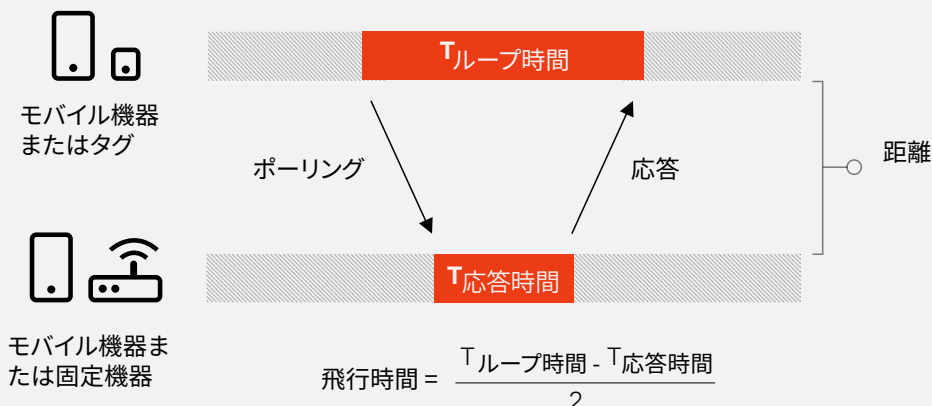 Tループ時間
モバイル機器
またはタグ
ポーリング
応答
距離
T応答時間
モバイル機器ま
たは固定機器
飛行時間 = Tループ時間 - T応答時間
2